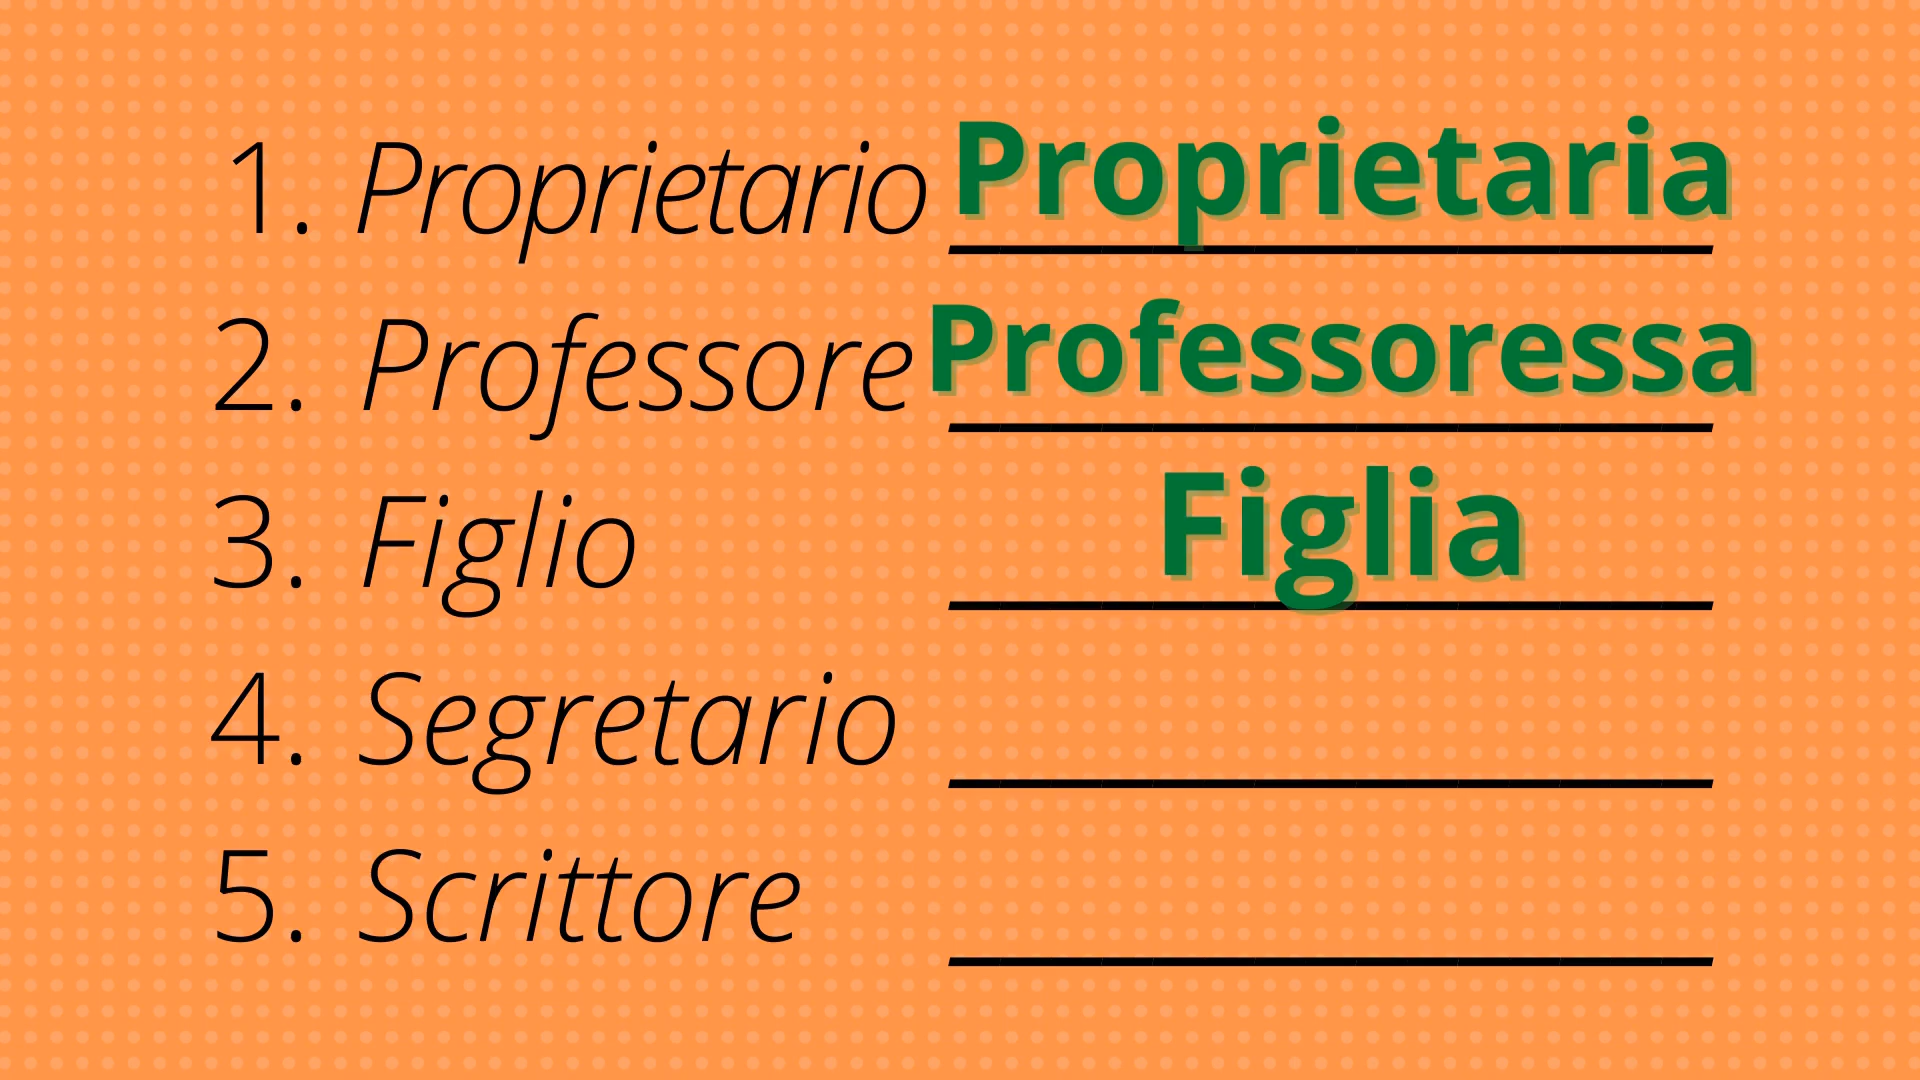 1. Proprietario Proprietaria
2. Professore Professoressa
3. Figlio Figlia
4. Segretario
5. Scrittore